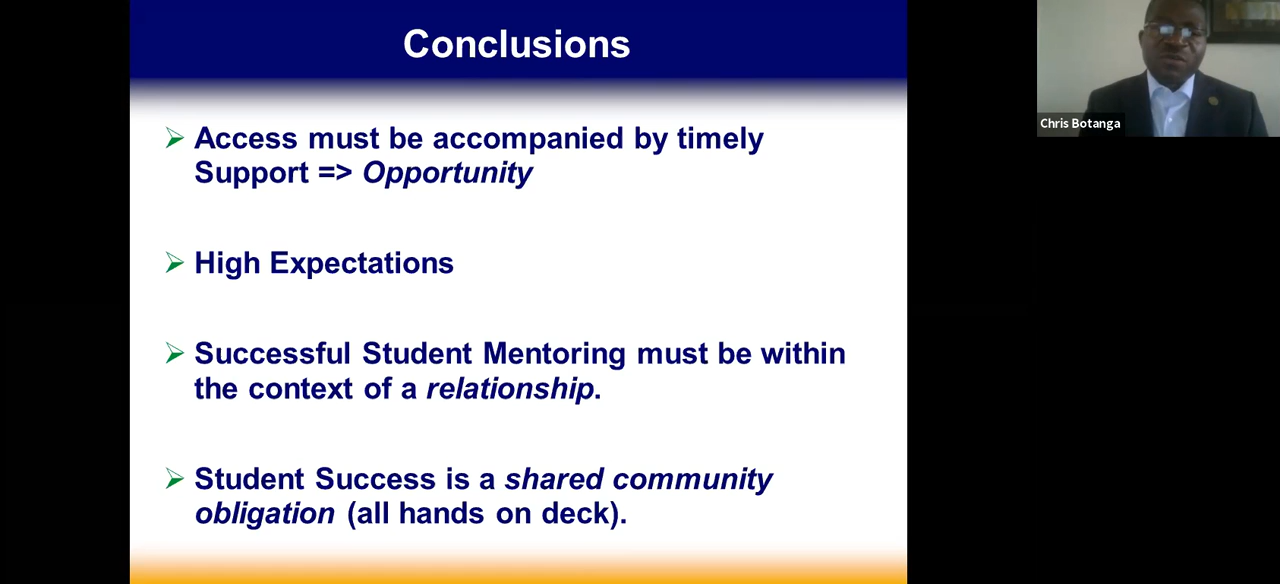 Conclusions
Access must be accompanied by timely
Support => Opportunity
High Expectations
Successful Student Mentoring must be within
the context of a relationship.
Student Success is a shared community
obligation (all hands on deck).
Chris Botanga